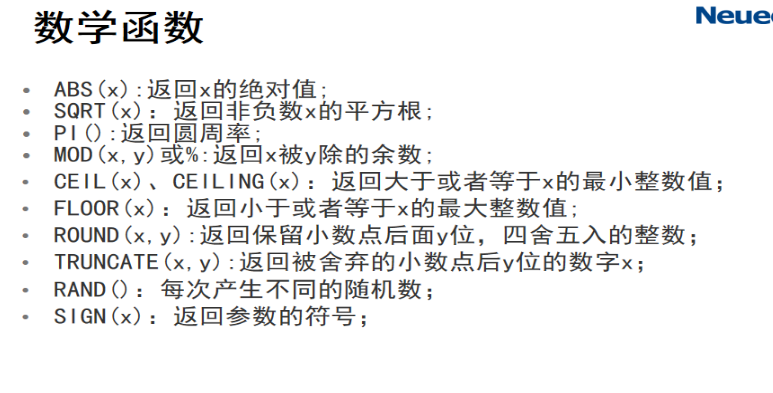 数学函数
Neue
• ABS(x):返回x的绝对值;
• SQRT(x): 返回非负数x的平方根;
• PI():返回圆周率;
• MOD(x,y)或%:返回x被y除的余数;
• CEIL(x)、CEILING(x): 返回大于或者等于x的最小整数值;
• FLOOR(x): 返回小于或者等于x的最大整数值;
• ROUND(x,y):返回保留小数点后面y位，四舍五入的整数;
• TRUNCATE(x,y):返回被舍弃的小数点后y位的数字x;
• RAND(): 每次产生不同的随机数;
• SIGN(x): 返回参数的符号;